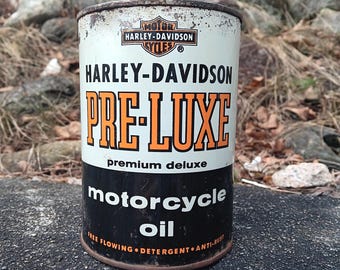 MOTOR
HARLEY-DAVIDSON
CYCLES
®
HARLEY-DAVIDSON
PRE-LUXE
premium deluxe
motorcycle
oil
FREE FLOWING • DETERGENT • ANTI-RUST